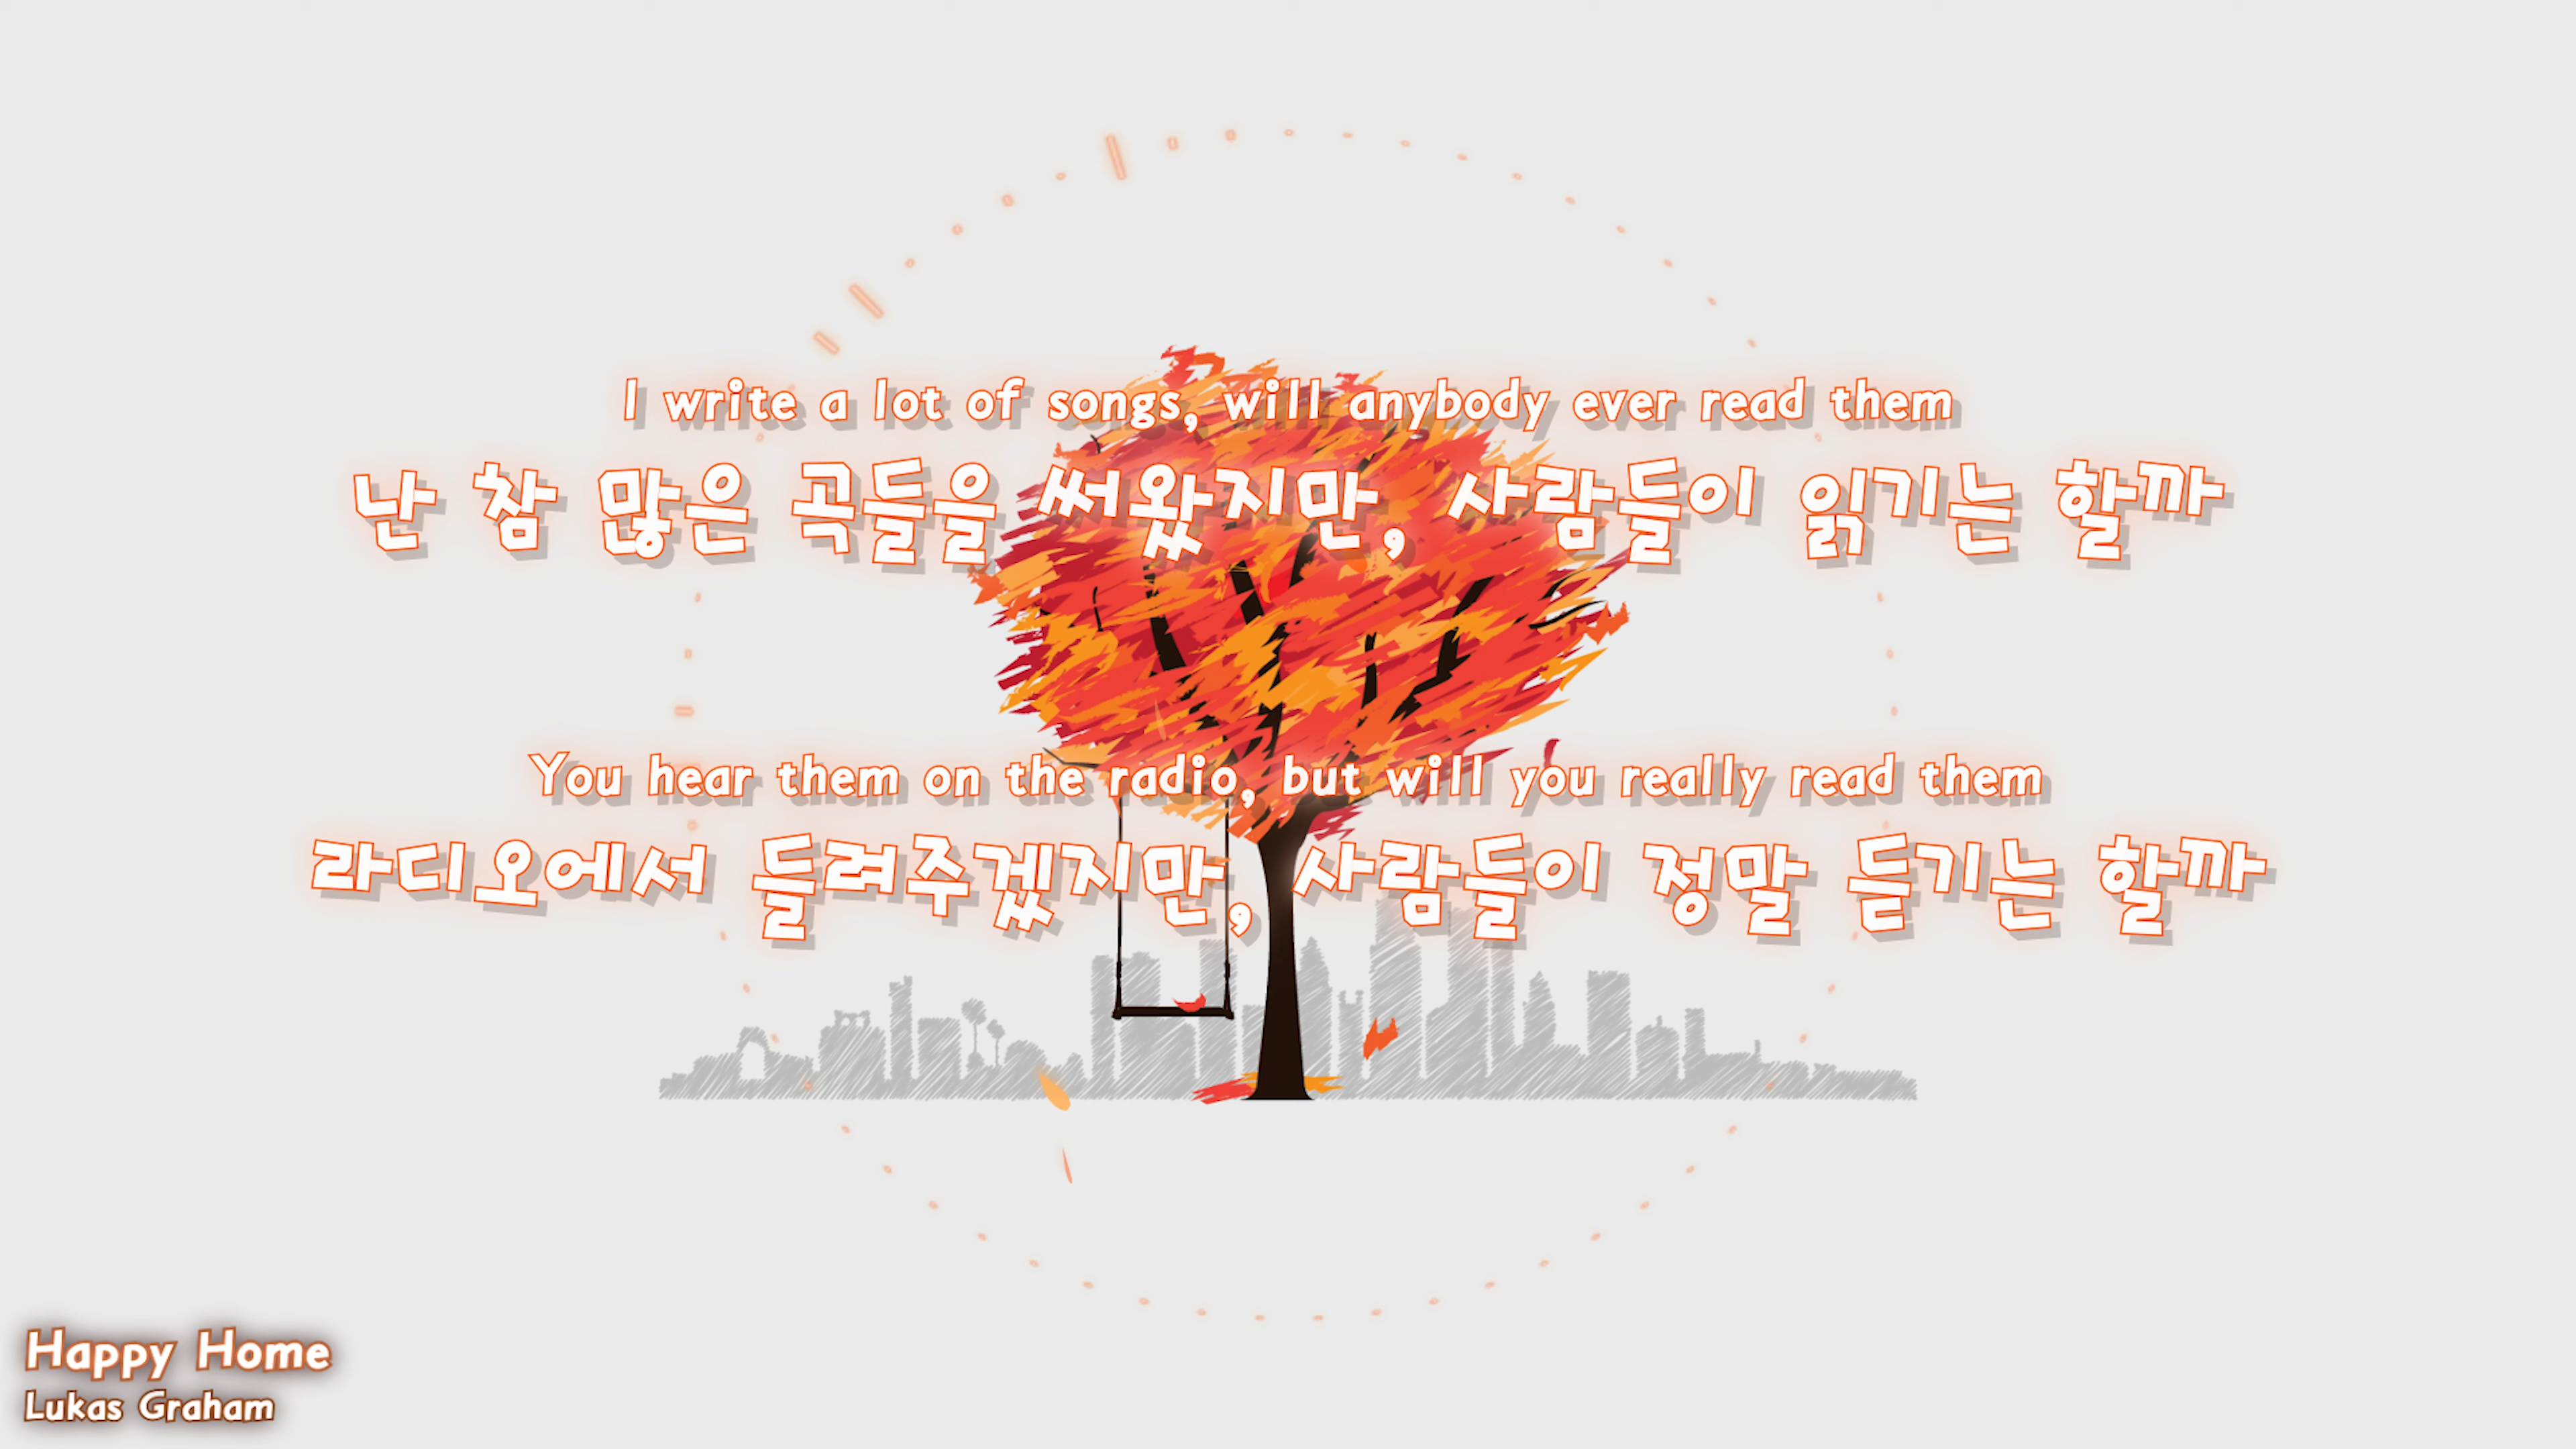 I write a lot of songs, will anybody ever read them
난 참 많은 곡들을 써왔지만, 사람들이 읽기는 할까
You hear them on the radio, but will you really read them
라디오에서 들려주겠지만, 사람들이 정말 듣기는 할까
Happy Home
Lukas Graham